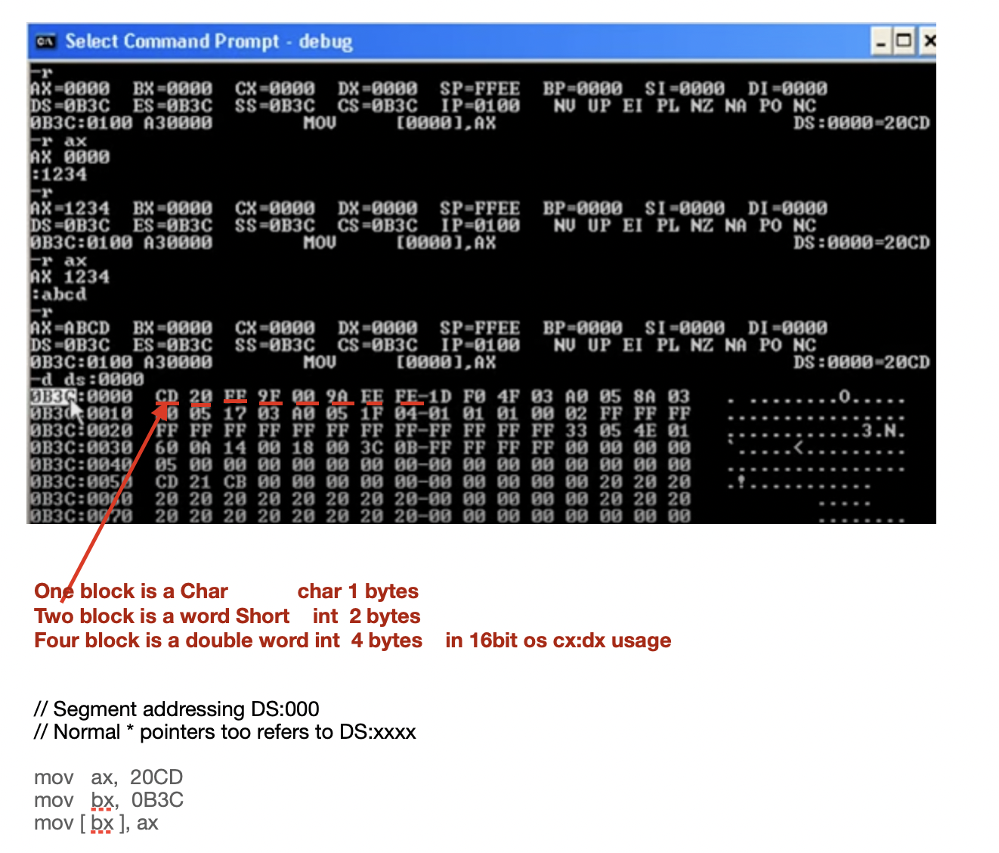 Select Command Prompt - debug
-r
AX=0000 BX=0000 CX=0000 DX=0000 SP=FFEE BP=0000 SI=0000 DI=0000
DS=0B3C ES=0B3C SS=0B3C CS=0B3C IP=0100 NV UP EI PL NZ NA PO NC
0B3C:0100 A30000 MOV [0000],AX DS:0000=20CD
-r ax
AX 0000
:1234
-r
AX=1234 BX=0000 CX=0000 DX=0000 SP=FFEE BP=0000 SI=0000 DI=0000
DS=0B3C ES=0B3C SS=0B3C CS=0B3C IP=0100 NV UP EI PL NZ NA PO NC
0B3C:0100 A30000 MOV [0000],AX DS:0000=20CD
-r ax
AX 1234
:abcd
-r
AX=ABCD BX=0000 CX=0000 DX=0000 SP=FFEE BP=0000 SI=0000 DI=0000
DS=0B3C ES=0B3C SS=0B3C CS=0B3C IP=0100 NV UP EI PL NZ NA PO NC
0B3C:0100 A30000 MOV [0000],AX DS:0000=20CD
-d ds:0000
0B3C:0000 CD 20 FF 9F 00 9A EE FE-1D F0 4F 03 A0 05 8A 03 . ........O.....
0B3C:0010 05 17 03 A0 05 1F 04-01 01 01 00 02 FF FF FF ................
0B3C:0020 FF FF FF FF FF FF FF FF-FF FF FF FF 33 05 4E 01 ............3.N.
0B3C:0030 60 0A 14 00 18 00 3C 0B-FF FF FF FF 00 00 00 00 `.....<.........
0B3C:0040 05 00 00 00 00 00 00 00-00 00 00 00 00 00 00 00 ................
0B3C:0050 CD 21 CB 00 00 00 00 00-00 00 00 00 00 20 20 20 .!...........
0B3C:0060 20 20 20 20 20 20 20 20-00 00 00 00 00 20 20 20 .....
0B3C:0070 20 20 20 20 20 20 20 20-00 00 00 00 00 00 00 00 ........
One block is a Char char 1 bytes
Two block is a word Short int 2 bytes
Four block is a double word int 4 bytes in 16bit os cx:dx usage
// Segment addressing DS:000
// Normal * pointers too refers to DS:xxxx
mov ax, 20CD
mov bx, 0B3C
mov [ bx ], ax